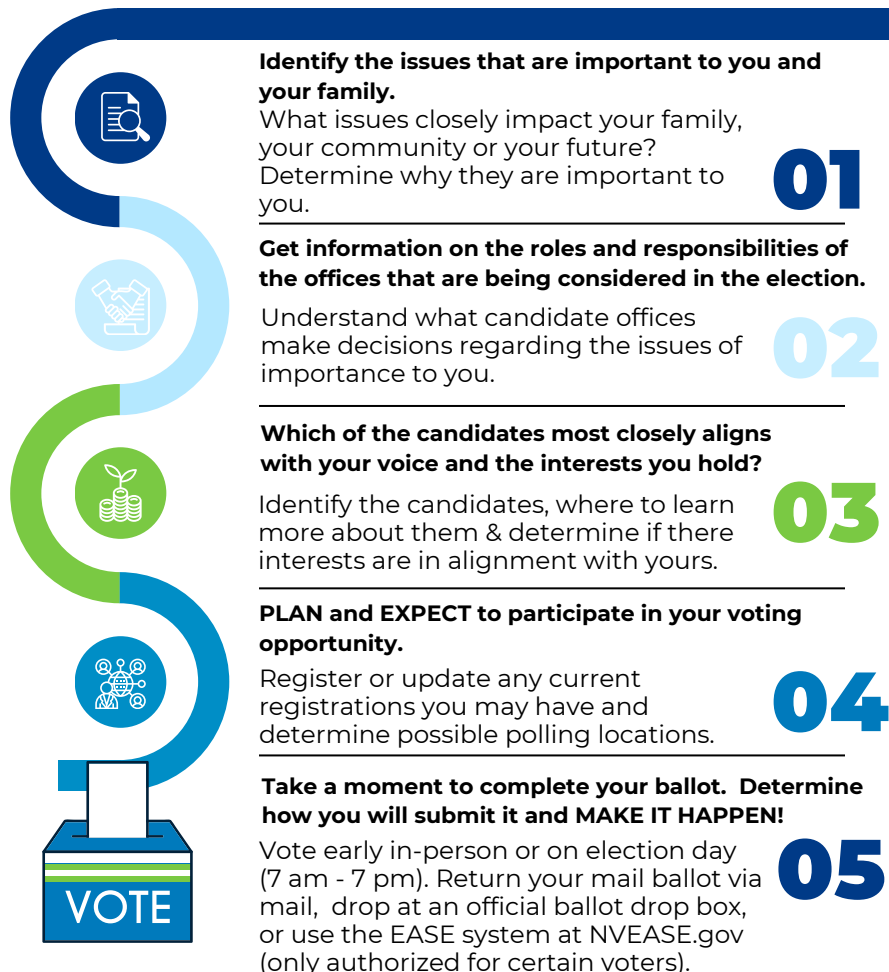 Identify the issues that are important to you and
your family.
What issues closely impact your family,
your community or your future?
Determine why they are important to
you.
01
Get information on the roles and responsibilities of
the offices that are being considered in the election.
Understand what candidate offices
make decisions regarding the issues of
importance to you.
02
Which of the candidates most closely aligns
with your voice and the interests you hold?
Identify the candidates, where to learn
more about them & determine if there
interests are in alignment with yours.
03
PLAN and EXPECT to participate in your voting
opportunity.
Register or update any current
registrations you may have and
determine possible polling locations.
04
Take a moment to complete your ballot.  Determine
how you will submit it and MAKE IT HAPPEN!
Vote early in-person or on election day
(7 am - 7 pm). Return your mail ballot via
mail,  drop at an official ballot drop box,
or use the EASE system at NVEASE.gov
(only authorized for certain voters).
05
VOTE